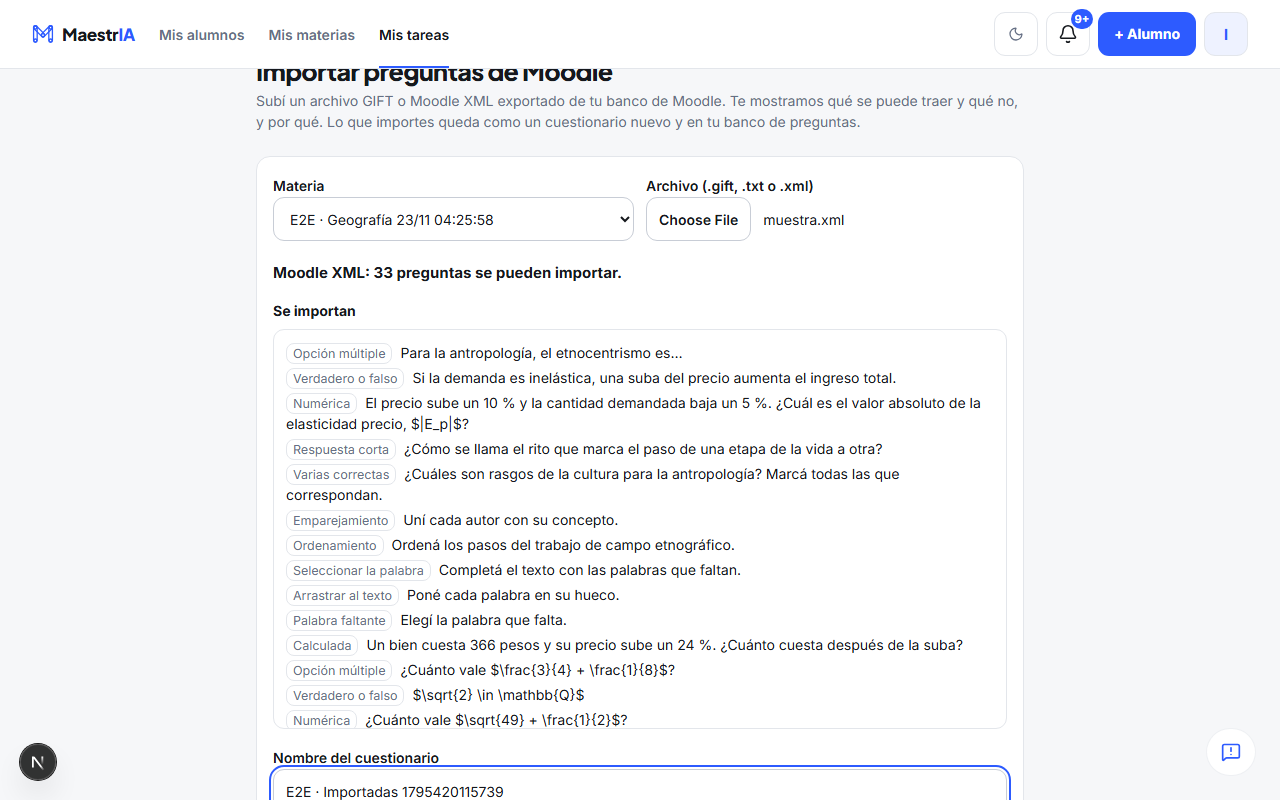 MaestrIA
Mis alumnos
Mis materias
Mis tareas
9+
+ Alumno
I
Importar preguntas de Moodle
Subí un archivo GIFT o Moodle XML exportado de tu banco de Moodle. Te mostramos qué se puede traer y qué no,
y por qué. Lo que importes queda como un cuestionario nuevo y en tu banco de preguntas.
Materia
Archivo (.gift, .txt o .xml)
E2E · Geografía 23/11 04:25:58
Choose File
muestra.xml
Moodle XML: 33 preguntas se pueden importar.
Se importan
Opción múltiple Para la antropología, el etnocentrismo es...
Verdadero o falso Si la demanda es inelástica, una suba del precio aumenta el ingreso total.
Numérica El precio sube un 10 % y la cantidad demandada baja un 5 %. ¿Cuál es el valor absoluto de la
elasticidad precio, $|E_p|$?
Respuesta corta ¿Cómo se llama el rito que marca el paso de una etapa de la vida a otra?
Varias correctas ¿Cuáles son rasgos de la cultura para la antropología? Marcá todas las que
correspondan.
Emparejamiento Uní cada autor con su concepto.
Ordenamiento Ordená los pasos del trabajo de campo etnográfico.
Seleccionar la palabra Completá el texto con las palabras que faltan.
Arrastrar al texto Poné cada palabra en su hueco.
Palabra faltante Elegí la palabra que falta.
Calculada Un bien cuesta 366 pesos y su precio sube un 24 %. ¿Cuánto cuesta después de la suba?
Opción múltiple ¿Cuánto vale $\frac{3}{4} + \frac{1}{8}$?
Verdadero o falso $\sqrt{2} \in \mathbb{Q}$
Numérica ¿Cuánto vale $\sqrt{49} + \frac{1}{2}$?
Nombre del cuestionario
E2E · Importadas 1795420115739
N